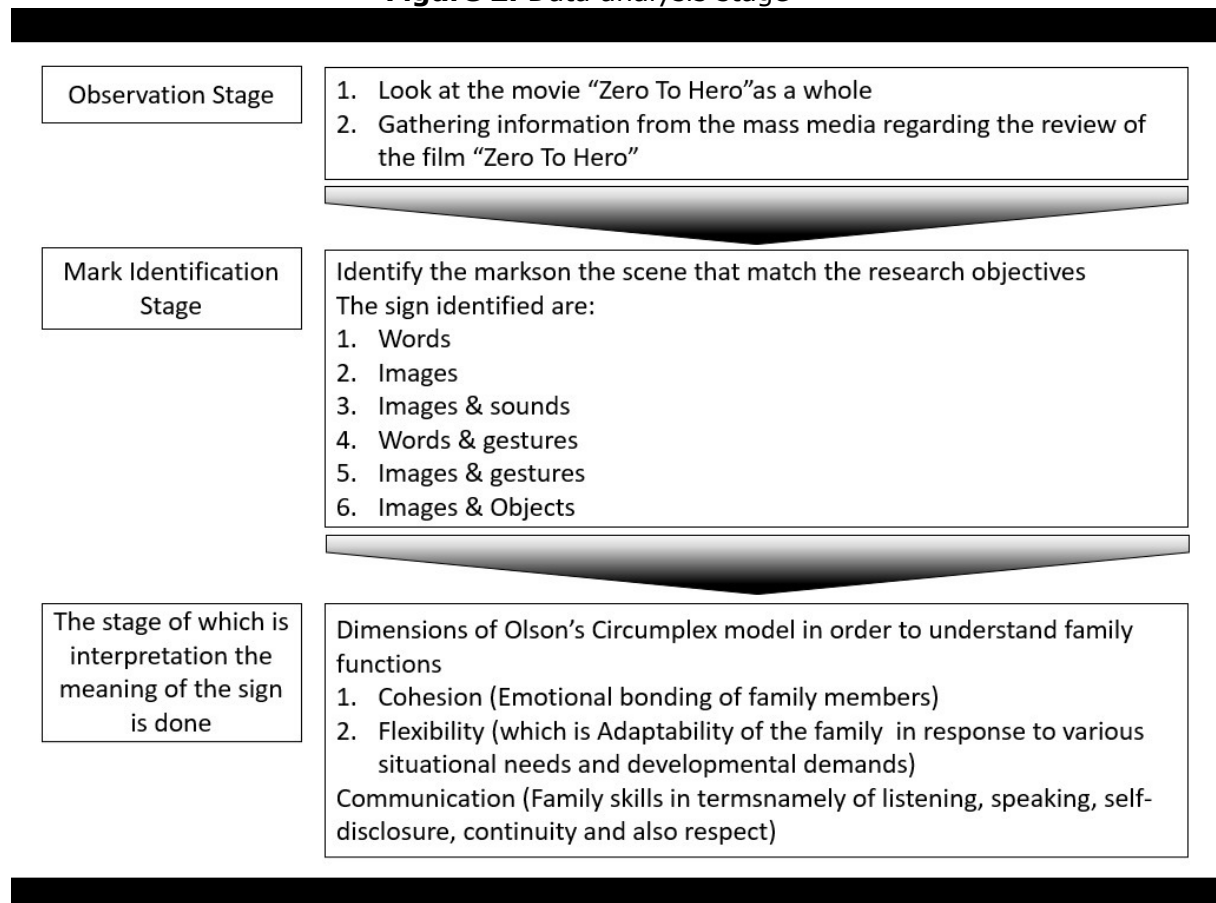 Observation Stage
1. Look at the movie “Zero To Hero”as a whole
2. Gathering information from the mass media regarding the review of
the film “Zero To Hero”
Mark Identification
Stage
Identify the markson the scene that match the research objectives
The sign identified are:
1. Words
2. Images
3. Images & sounds
4. Words & gestures
5. Images & gestures
6. Images & Objects
The stage of which is
interpretation the
meaning of the sign
is done
Dimensions of Olson’s Circumplex model in order to understand family
functions
1. Cohesion (Emotional bonding of family members)
2. Flexibility (which is Adaptability of the family in response to various
situational needs and developmental demands)
Communication (Family skills in termsnamely of listening, speaking, self-
disclosure, continuity and also respect)